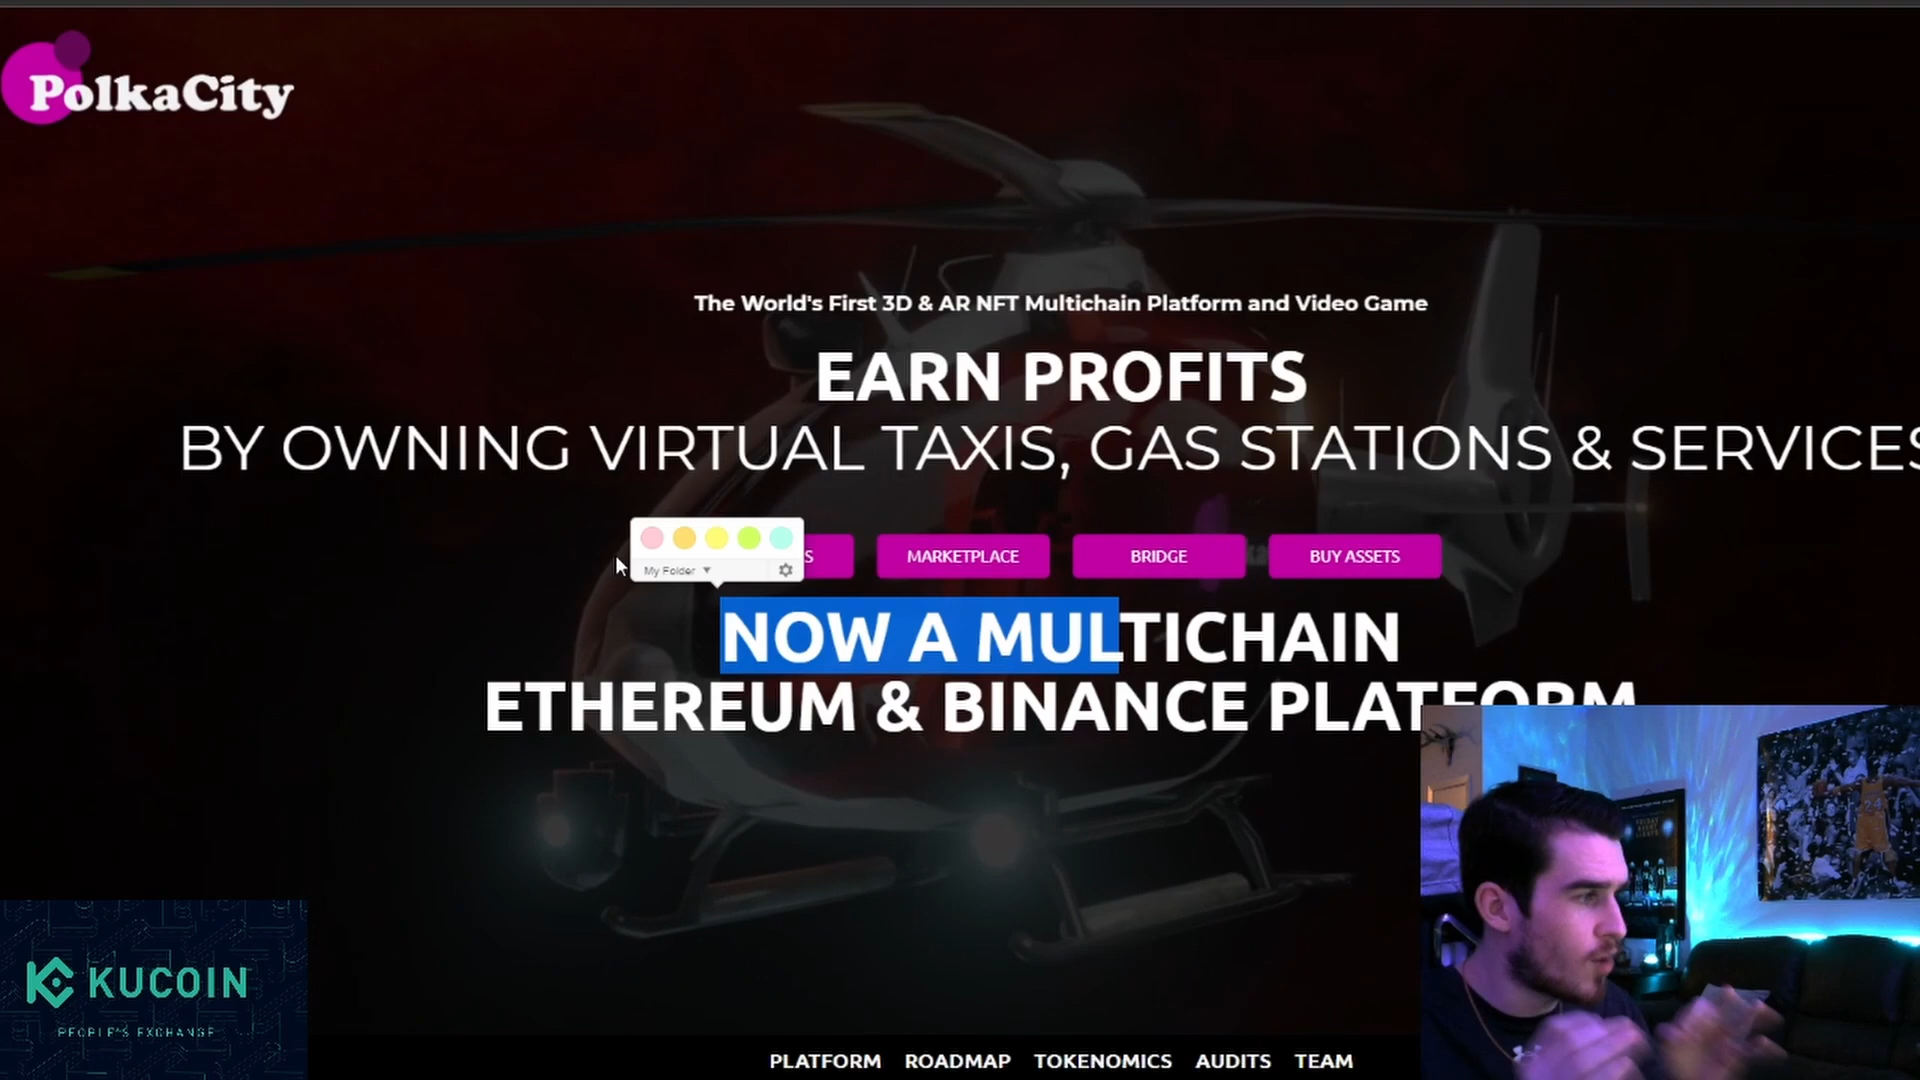 PolkaCity
The World's First 3D & AR NFT Multichain Platform and Video Game
EARN PROFITS
BY OWNING VIRTUAL TAXIS, GAS STATIONS & SERVICES
My Folder
S
MARKETPLACE
BRIDGE
BUY ASSETS
NOW A MULTICHAIN
ETHEREUM & BINANCE PLATFORM
24
KUCOIN
PEOPLE'S EXCHANGE
PLATFORM
ROADMAP
TOKENOMICS
AUDITS
TEAM